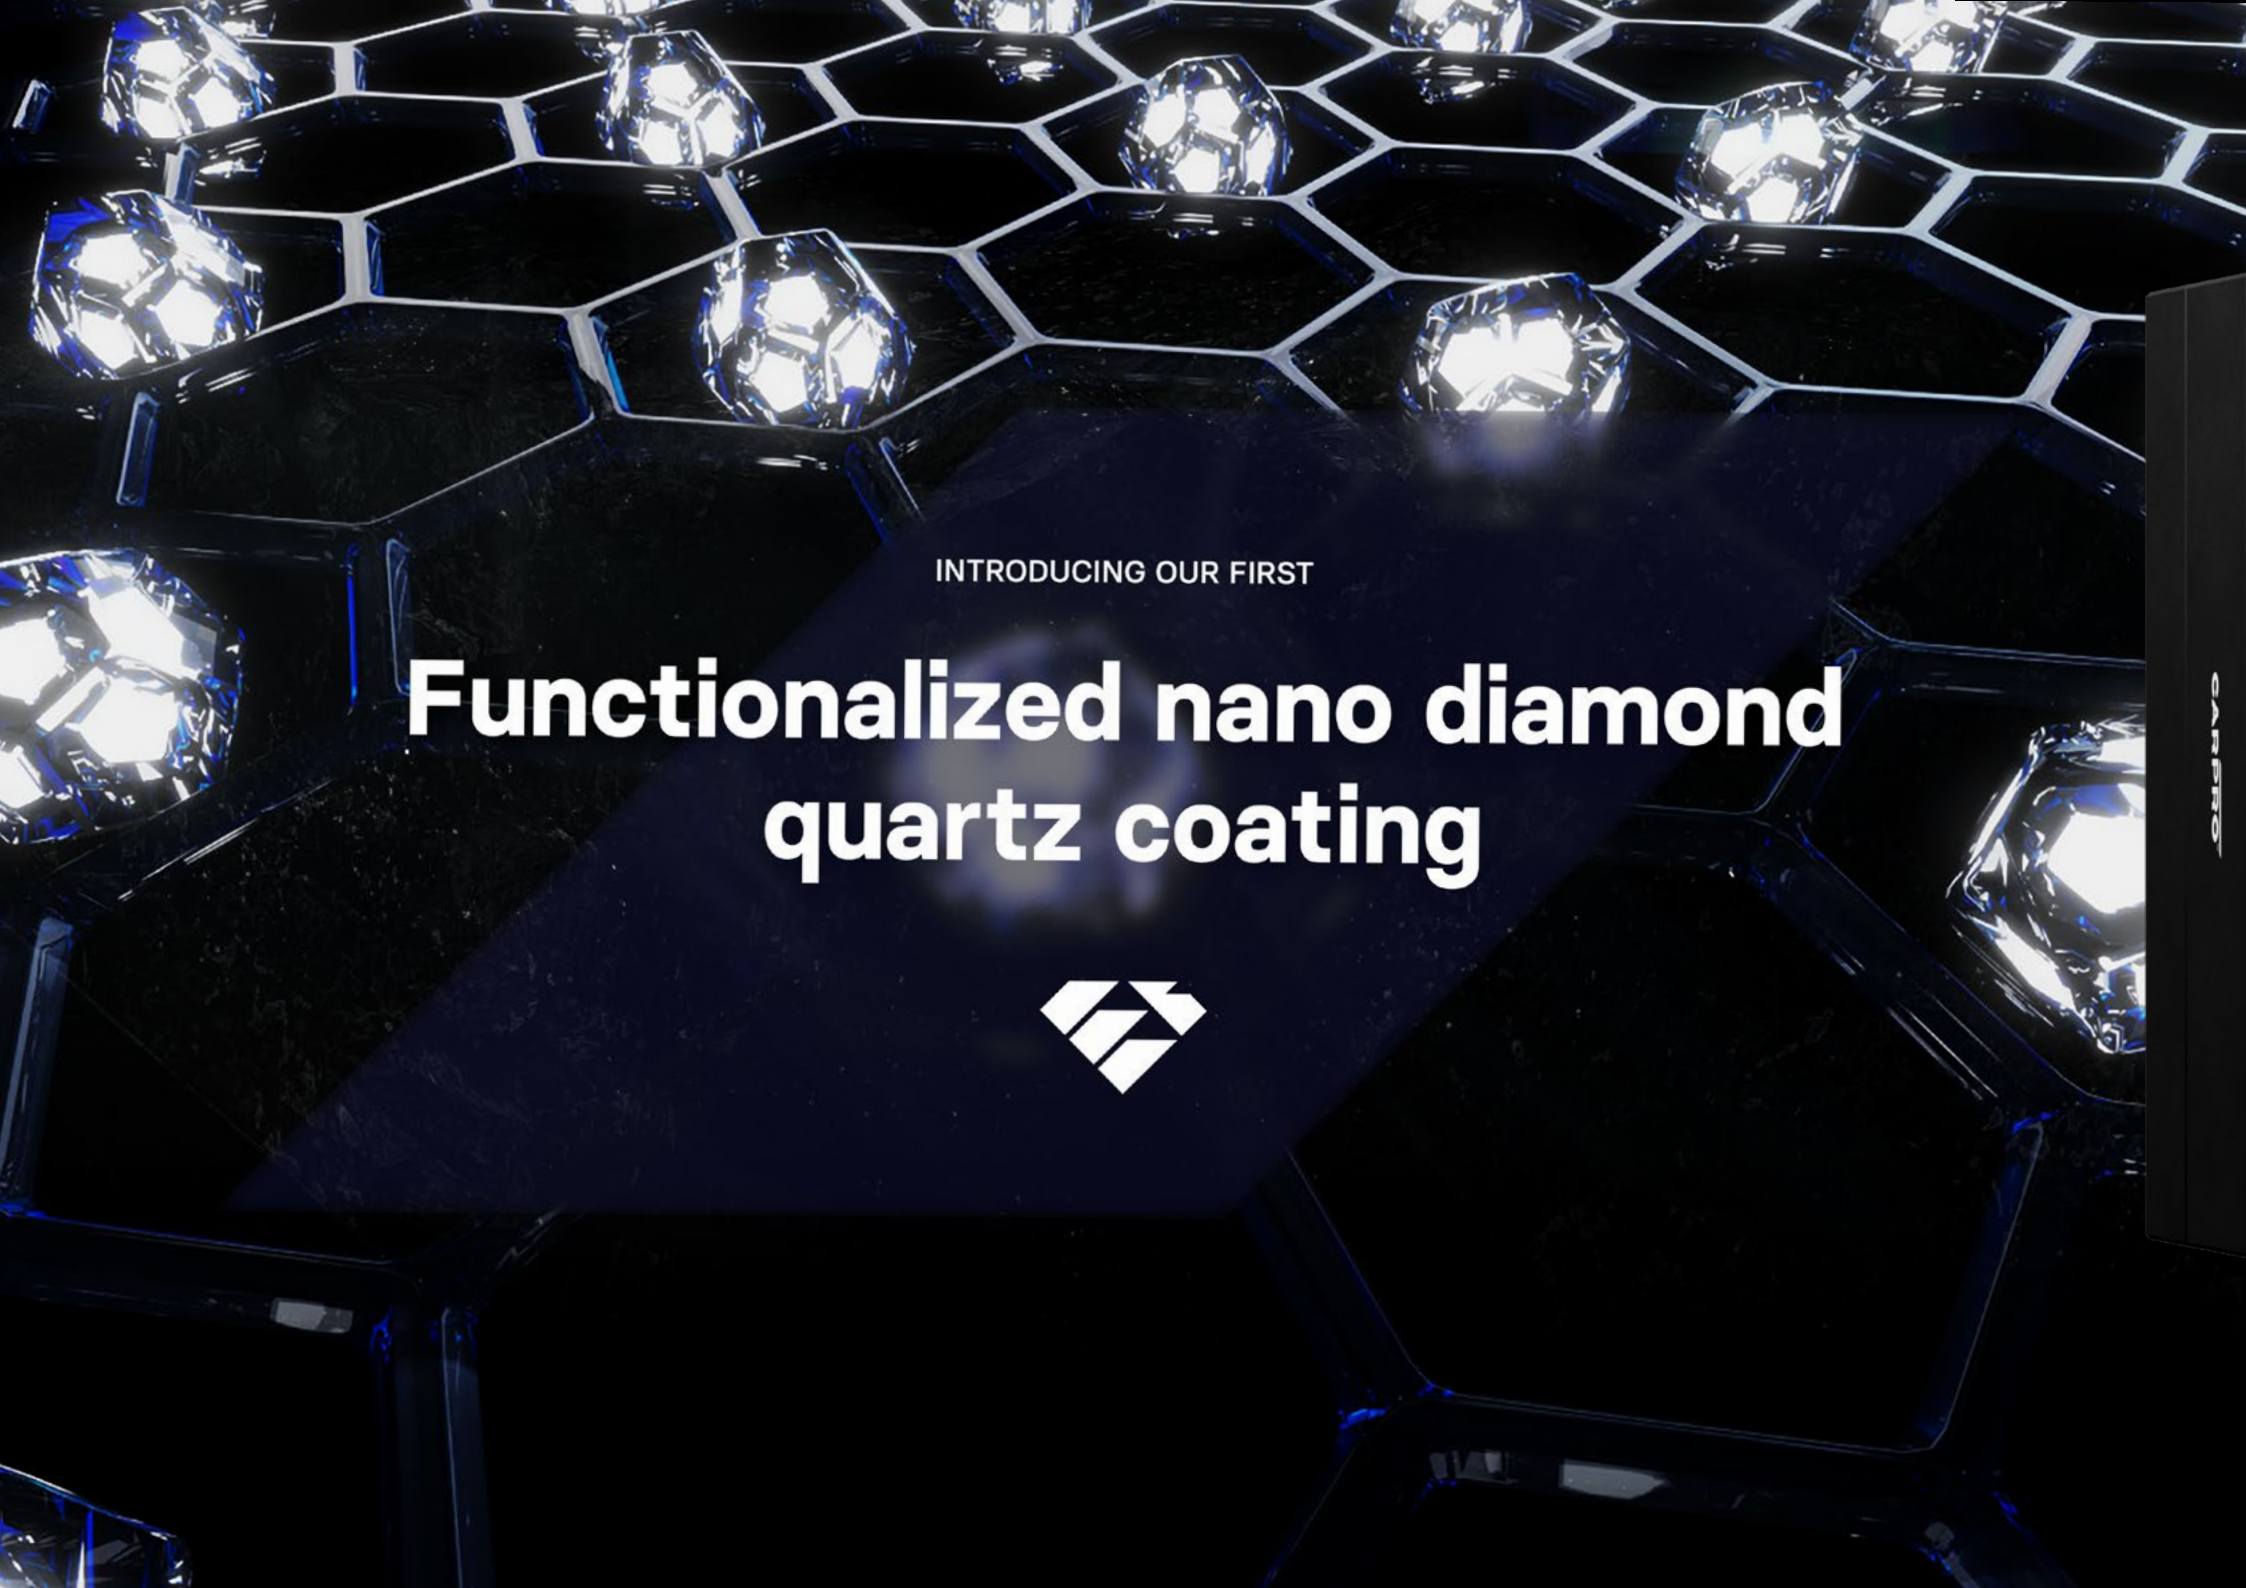 INTRODUCING OUR FIRST
Functionalized nano diamond
quartz coating
CARPRO